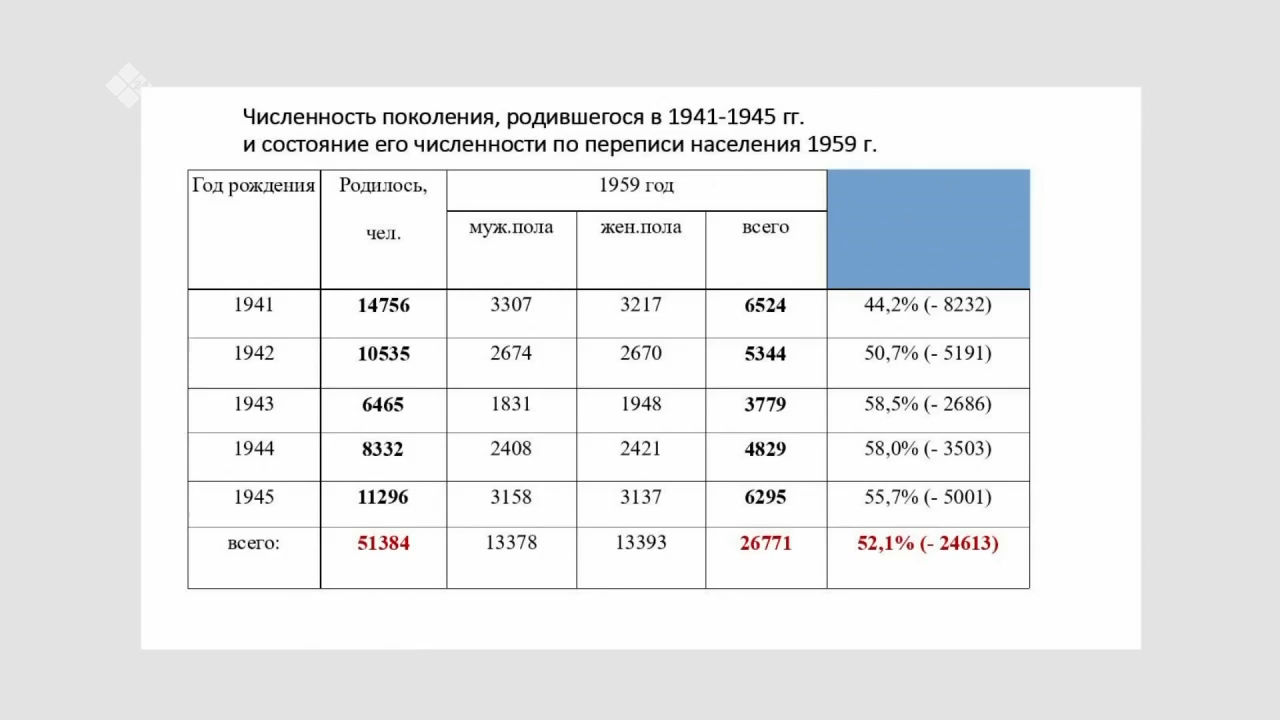 Численность поколения, родившегося в 1941-1945 гг.
и состояние его численности по переписи населения 1959 г.
Год рождения Родилось, чел. 1959 год
муж.пола жен.пола всего
1941 14756 3307 3217 6524 44,2% (- 8232)
1942 10535 2674 2670 5344 50,7% (- 5191)
1943 6465 1831 1948 3779 58,5% (- 2686)
1944 8332 2408 2421 4829 58,0% (- 3503)
1945 11296 3158 3137 6295 55,7% (- 5001)
всего: 51384 13378 13393 26771 52,1% (- 24613)